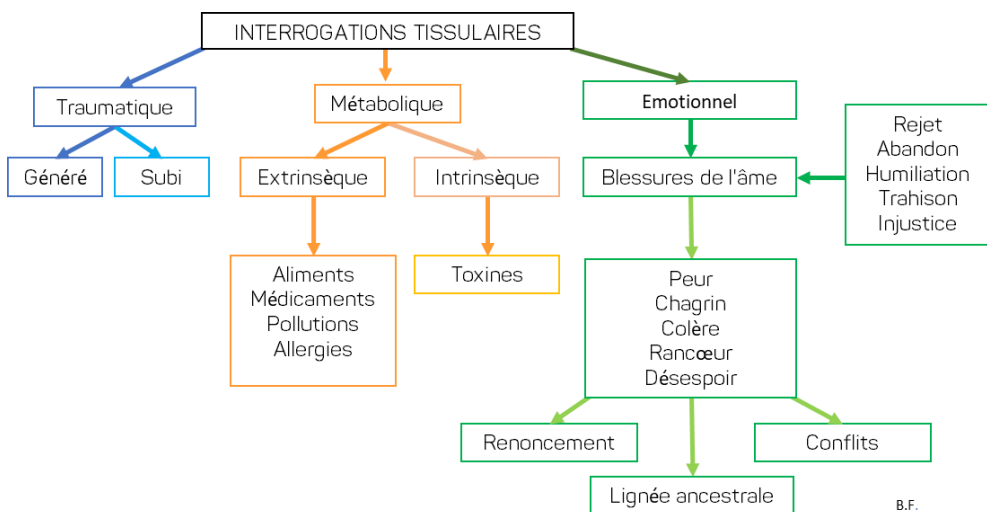 INTERROGATIONS TISSULAIRES
Traumatique
Métabolique
Emotionnel
Généré
Subi
Extrinsèque
Intrinsèque
Blessures de l'âme
Rejet
Abandon
Humiliation
Trahison
Injustice
Aliments
Médicaments
Pollutions
Allergies
Toxines
Peur
Chagrin
Colère
Rancœur
Désespoir
Renoncement
Conflits
Lignée ancestrale
B.F.